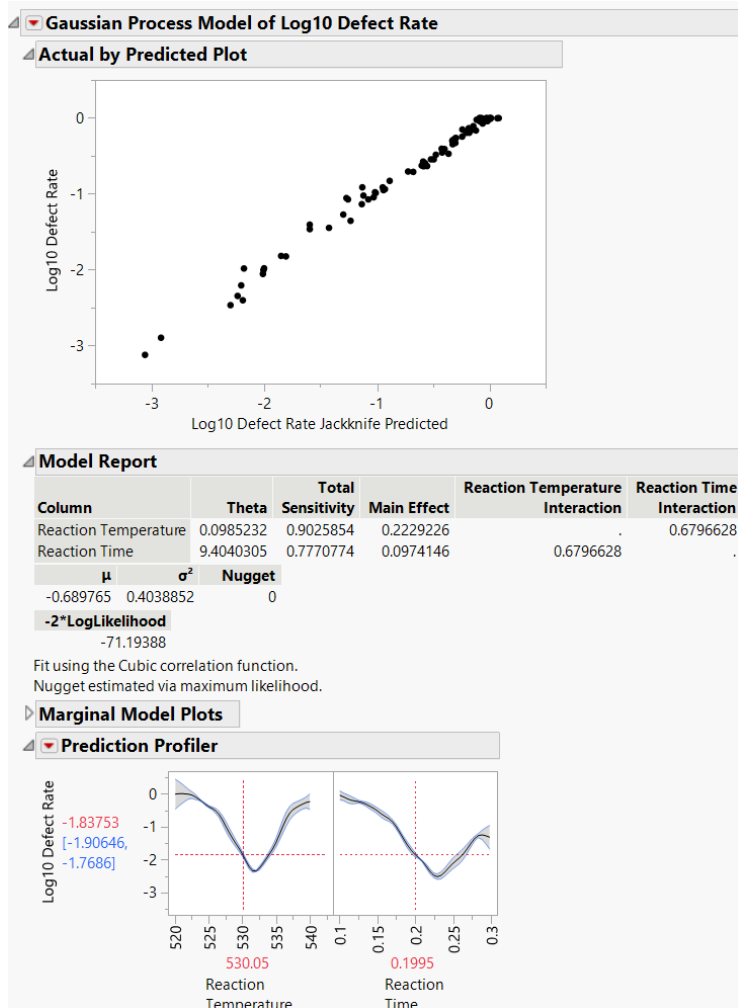 Gaussian Process Model of Log10 Defect Rate
Actual by Predicted Plot
0
-1
-2
-3
Log10 Defect Rate
-3 -2 -1 0
Log10 Defect Rate Jackknife Predicted
Model Report
Column Theta Total Sensitivity Main Effect Reaction Temperature Interaction Reaction Time Interaction
Reaction Temperature 0.0985232 0.9025854 0.2229226 . 0.6796628
Reaction Time 9.4040305 0.7770774 0.0974146 0.6796628 .
μ σ² Nugget
-0.689765 0.4038852 0
-2*LogLikelihood
-71.19388
Fit using the Cubic correlation function.
Nugget estimated via maximum likelihood.
Marginal Model Plots
Prediction Profiler
Log10 Defect Rate
-1.83753
[-1.90646,
-1.7686]
0
-1
-2
-3
520 525 530 535 540 0.1 0.15 0.2 0.25 0.3
530.05 0.1995
Reaction Reaction
Temperature Time